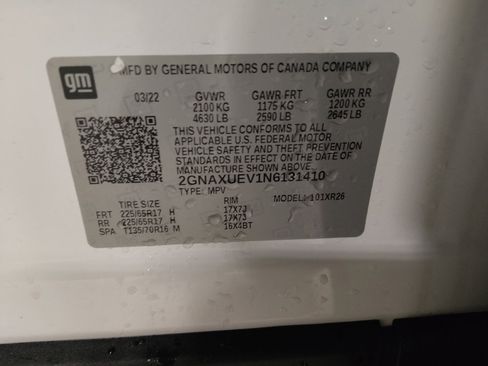 gm
MFD BY GENERAL MOTORS OF CANADA COMPANY
03/22 GVWR GAWR FRT GAWR RR
2100 KG 1175 KG 1200 KG
4630 LB 2590 LB 2645 LB
THIS VEHICLE CONFORMS TO ALL
APPLICABLE U.S. FEDERAL MOTOR
VEHICLE SAFETY AND THEFT
PREVENTION STANDARDS IN EFFECT
ON THE DATE OF
MANUFACTURE SHOWN ABOVE.
2GNAXUEV1N6131410
TYPE: MPV MODEL: 101XR26
TIRE SIZE RIM
FRT 225/65R17 H 17X7J
RR 225/65R17 H 17X7J
SPA T135/70R16 M 16X4BT